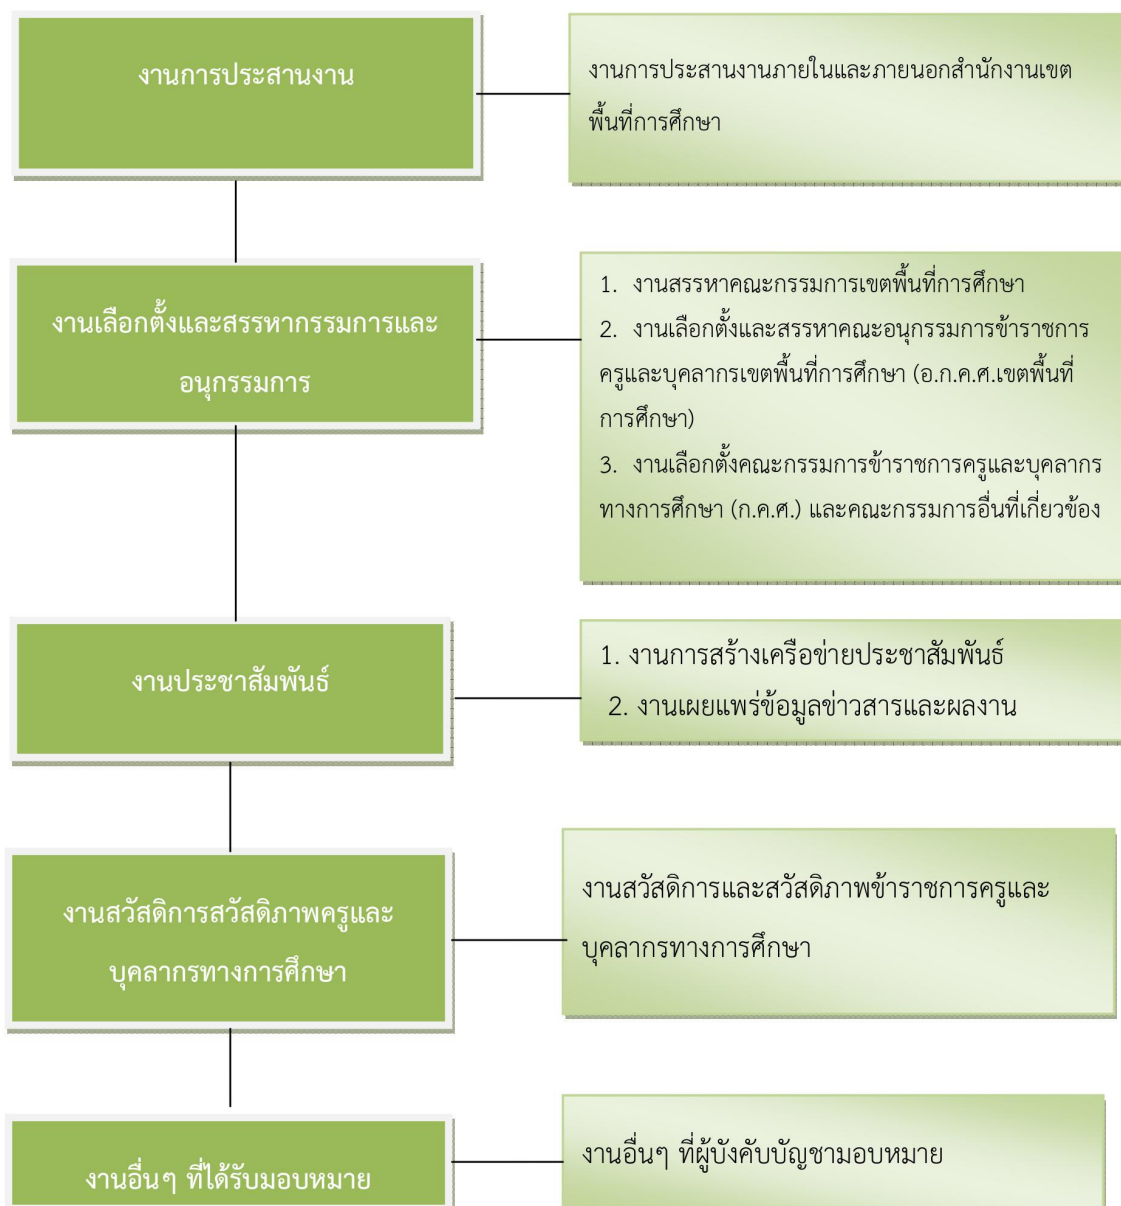 งานการประสานงาน
งานการประสานงานภายในและภายนอกสำนักงานเขต
พื้นที่การศึกษา
งานเลือกตั้งและสรรหากรรมการและ
อนุกรรมการ
1. งานสรรหาคณะกรรมการเขตพื้นที่การศึกษา
2. งานเลือกตั้งและสรรหาคณะอนุกรรมการข้าราชการ
ครูและบุคลากรเขตพื้นที่การศึกษา (อ.ก.ค.ศ.เขตพื้นที่
การศึกษา)
3. งานเลือกตั้งคณะกรรมการข้าราชการครูและบุคลากร
ทางการศึกษา (ก.ค.ศ.) และคณะกรรมการอื่นที่เกี่ยวข้อง
งานประชาสัมพันธ์
1. งานการสร้างเครือข่ายประชาสัมพันธ์
2. งานเผยแพร่ข้อมูลข่าวสารและผลงาน
งานสวัสดิการสวัสดิภาพครูและ
บุคลากรทางการศึกษา
งานสวัสดิการและสวัสดิภาพข้าราชการครูและ
บุคลากรทางการศึกษา
งานอื่นๆ ที่ได้รับมอบหมาย
งานอื่นๆ ที่ผู้บังคับบัญชามอบหมาย